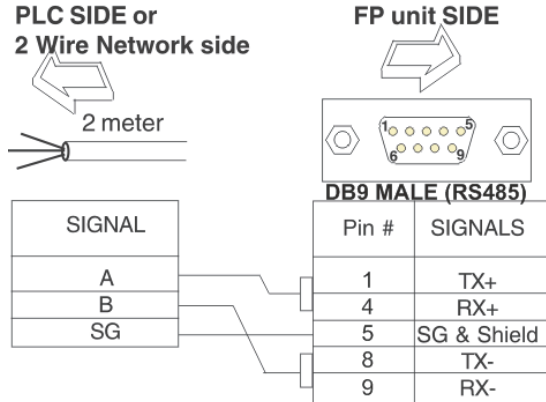 PLC SIDE or
2 Wire Network side
FP unit SIDE
2 meter
1 5
6 9
DB9 MALE (RS485)
SIGNAL
A
B
SG
Pin # SIGNALS
1 TX+
4 RX+
5 SG & Shield
8 TX-
9 RX-